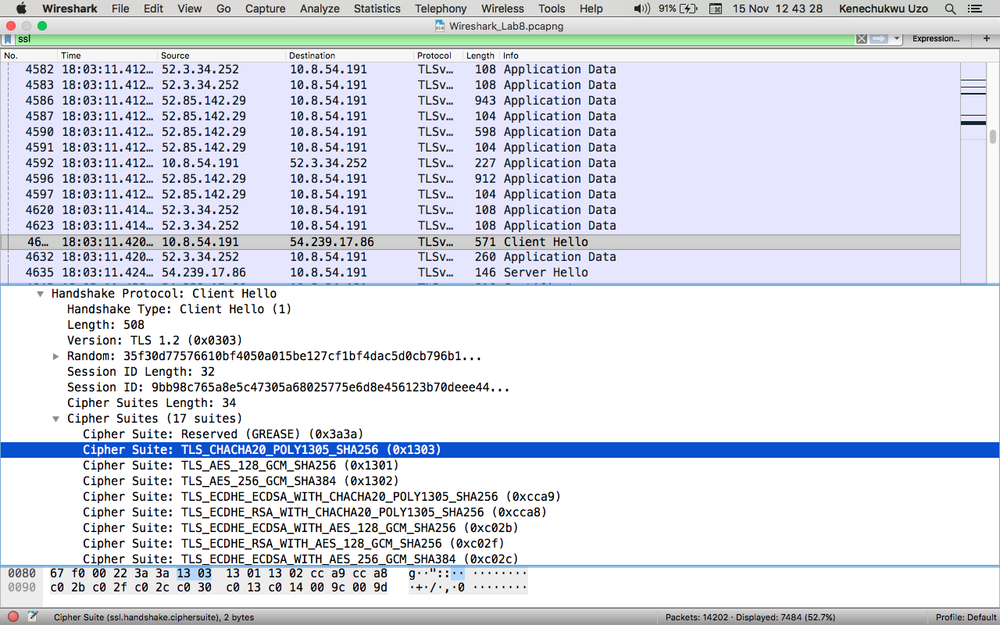 Wireshark File Edit View Go Capture Analyze Statistics Telephony Wireless Tools Help 91% 15 Nov 12 43 28 Kenechukwu Uzo
Wireshark_Lab8.pcapng
ssl Expression... +
No. Time Source Destination Protocol Length Info
4582 18:03:11.412… 52.3.34.252 10.8.54.191 TLSv… 108 Application Data
4583 18:03:11.412… 52.3.34.252 10.8.54.191 TLSv… 108 Application Data
4586 18:03:11.412… 52.85.142.29 10.8.54.191 TLSv… 943 Application Data
4587 18:03:11.412… 52.85.142.29 10.8.54.191 TLSv… 104 Application Data
4590 18:03:11.412… 52.85.142.29 10.8.54.191 TLSv… 598 Application Data
4591 18:03:11.412… 52.85.142.29 10.8.54.191 TLSv… 104 Application Data
4592 18:03:11.412… 10.8.54.191 52.3.34.252 TLSv… 227 Application Data
4596 18:03:11.412… 52.85.142.29 10.8.54.191 TLSv… 912 Application Data
4597 18:03:11.412… 52.85.142.29 10.8.54.191 TLSv… 104 Application Data
4620 18:03:11.414… 52.3.34.252 10.8.54.191 TLSv… 108 Application Data
4623 18:03:11.414… 52.3.34.252 10.8.54.191 TLSv… 108 Application Data
46… 18:03:11.420… 10.8.54.191 54.239.17.86 TLSv… 571 Client Hello
4632 18:03:11.420… 52.3.34.252 10.8.54.191 TLSv… 260 Application Data
4635 18:03:11.424… 54.239.17.86 10.8.54.191 TLSv… 146 Server Hello
Handshake Protocol: Client Hello
Handshake Type: Client Hello (1)
Length: 508
Version: TLS 1.2 (0x0303)
Random: 35f30d77576610bf4050a015be127cf1bf4dac5d0cb796b1...
Session ID Length: 32
Session ID: 9bb98c765a8e5c47305a68025775e6d8e456123b70deee44...
Cipher Suites Length: 34
Cipher Suites (17 suites)
Cipher Suite: Reserved (GREASE) (0x3a3a)
Cipher Suite: TLS_CHACHA20_POLY1305_SHA256 (0x1303)
Cipher Suite: TLS_AES_128_GCM_SHA256 (0x1301)
Cipher Suite: TLS_AES_256_GCM_SHA384 (0x1302)
Cipher Suite: TLS_ECDHE_ECDSA_WITH_CHACHA20_POLY1305_SHA256 (0xcca9)
Cipher Suite: TLS_ECDHE_RSA_WITH_CHACHA20_POLY1305_SHA256 (0xcca8)
Cipher Suite: TLS_ECDHE_ECDSA_WITH_AES_128_GCM_SHA256 (0xc02b)
Cipher Suite: TLS_ECDHE_RSA_WITH_AES_128_GCM_SHA256 (0xc02f)
Cipher Suite: TLS_ECDHE_ECDSA_WITH_AES_256_GCM_SHA384 (0xc02c)
0080 67 f0 00 22 3a 3a 13 03 13 01 13 02 cc a9 cc a8 g··"::·· ········
0090 c0 2b c0 2f c0 2c c0 30 c0 13 c0 14 00 9c 00 9d ·+·/·,·0 ········
Cipher Suite (ssl.handshake.ciphersuite), 2 bytes Packets: 14202 · Displayed: 7484 (52.7%) Profile: Default